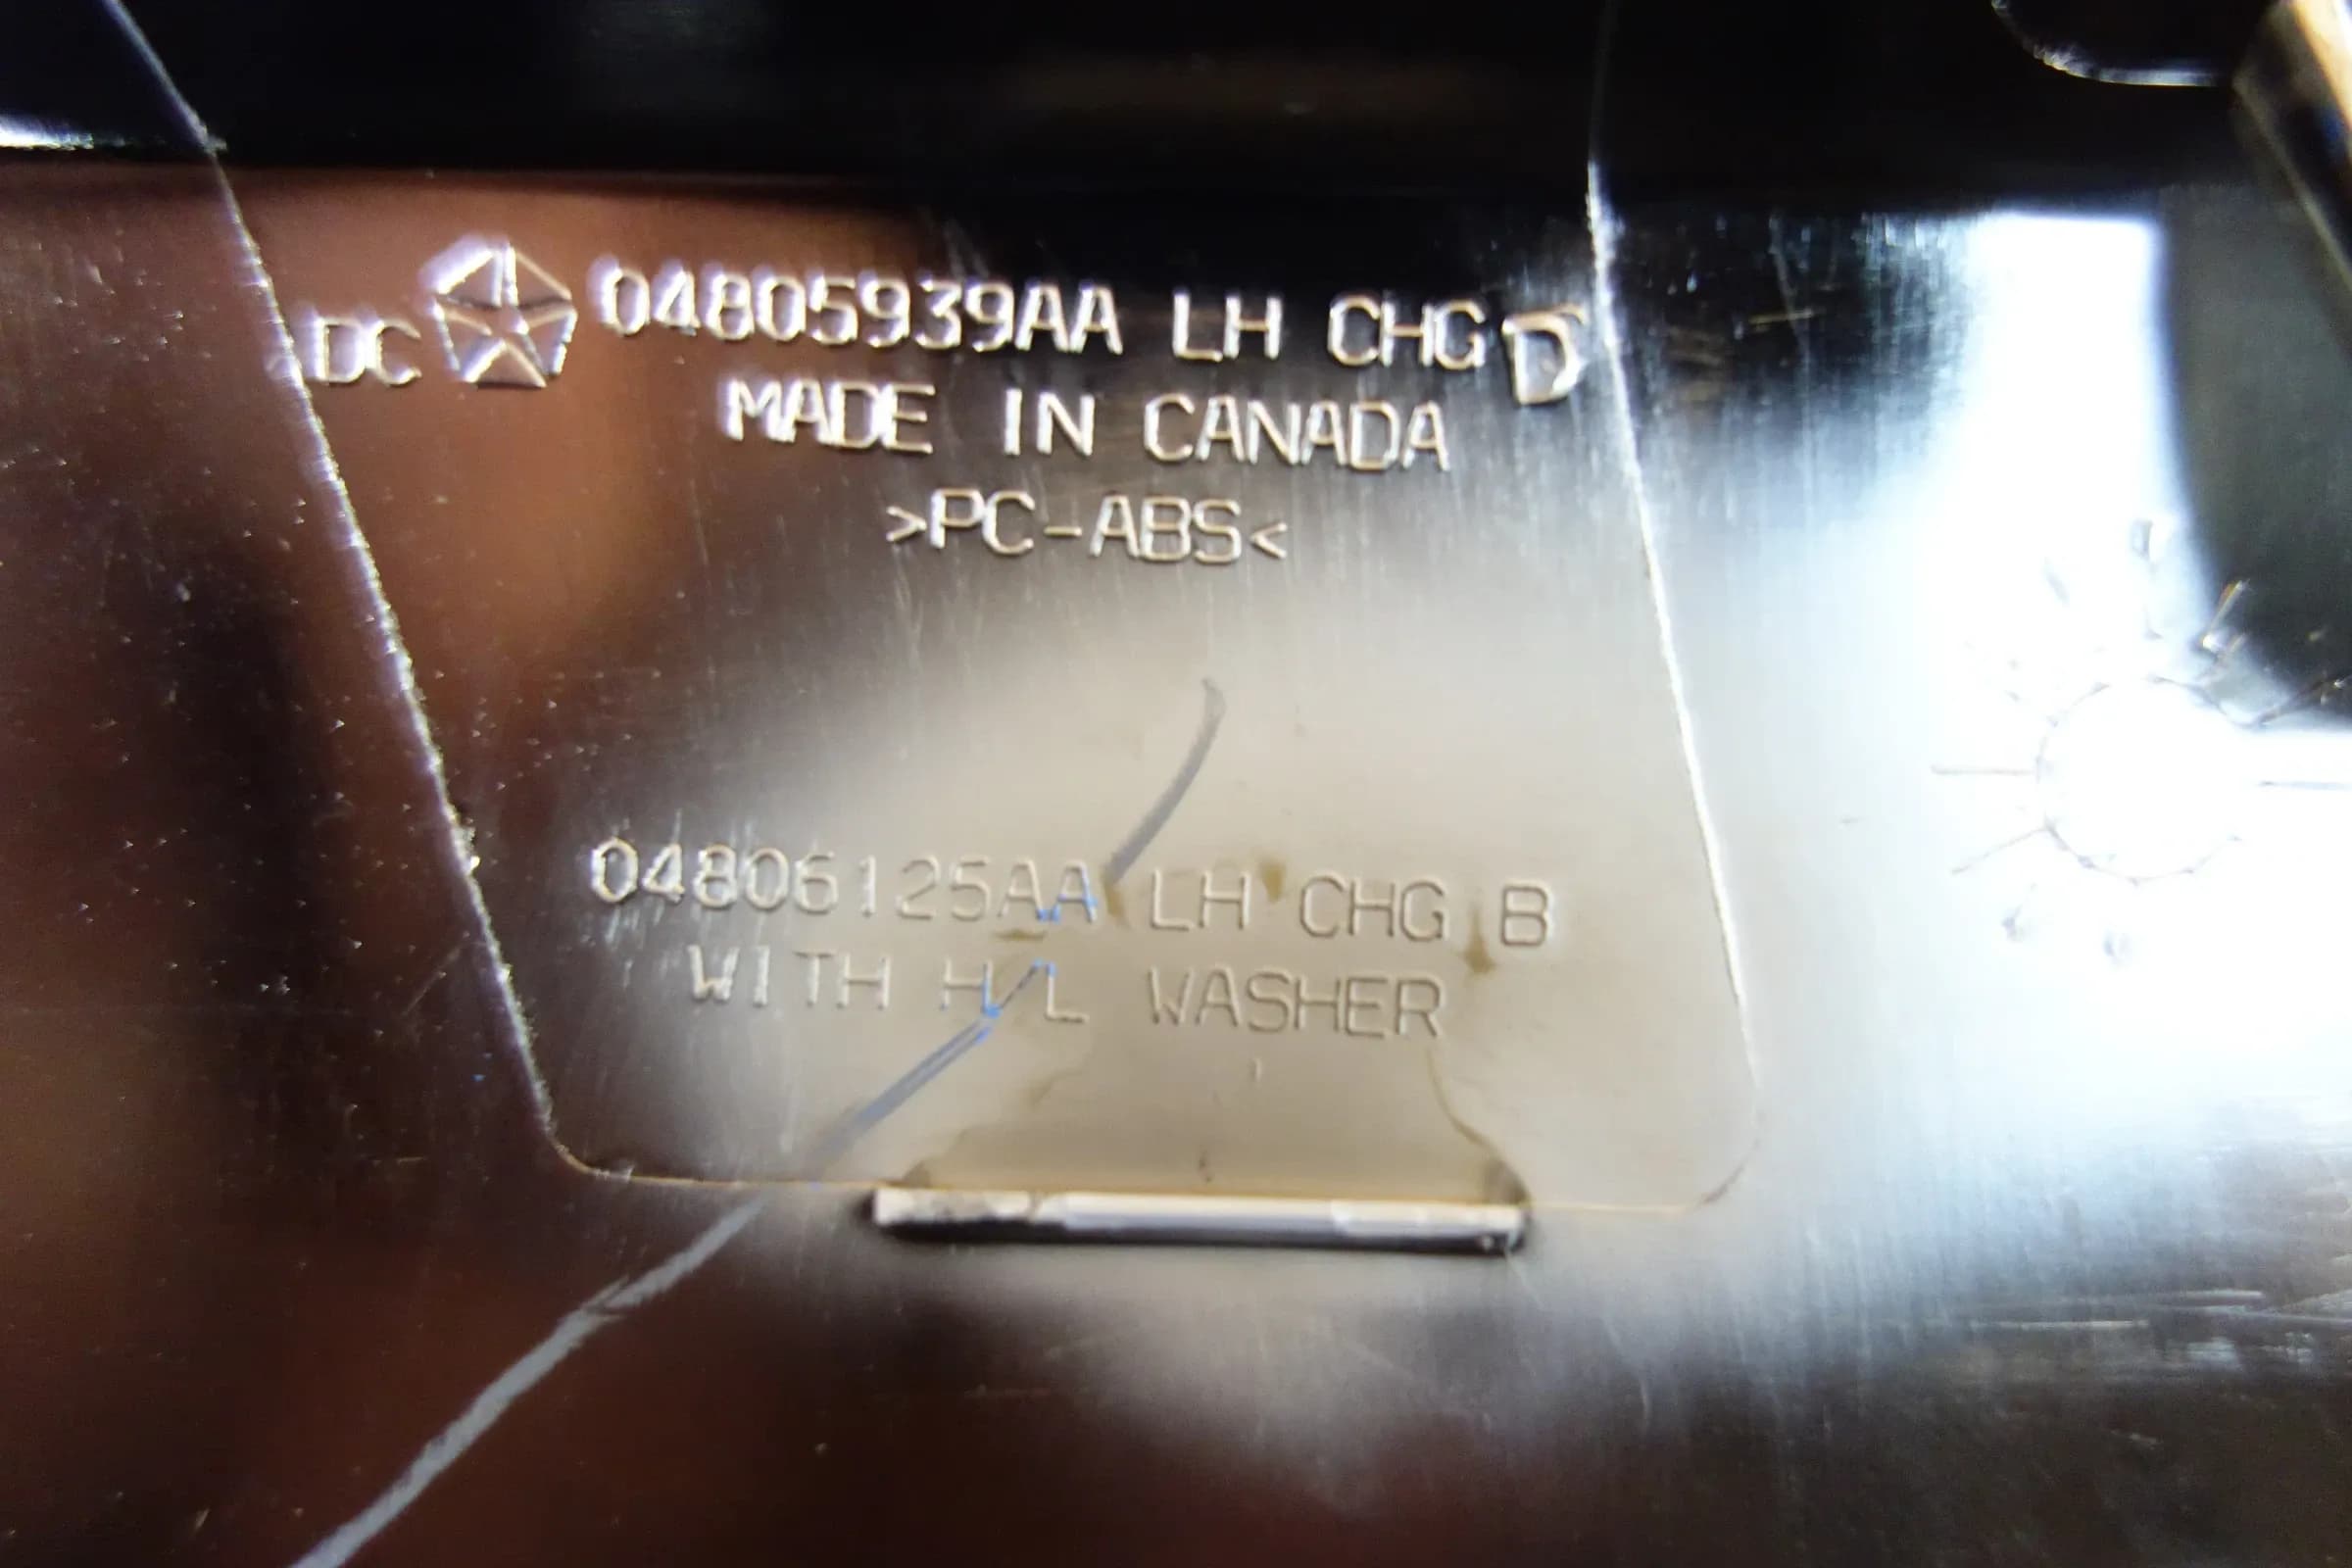 DC 04805939AA LH CHG D
MADE IN CANADA
>PC-ABS<
04806125AA LH CHG B
WITH H/L WASHER